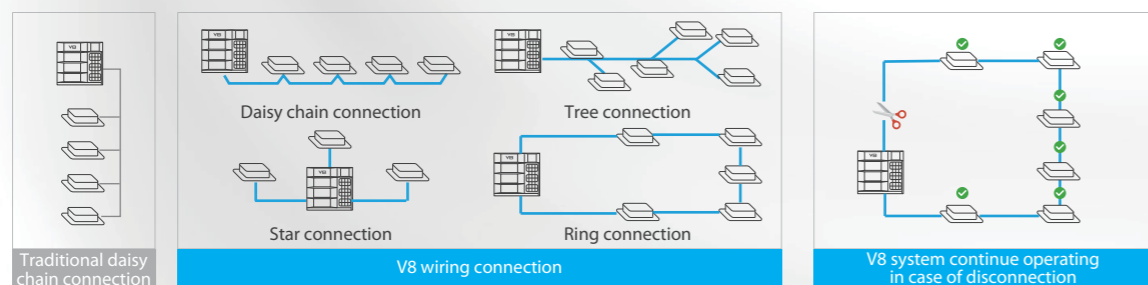 V8
V8
V8
Daisy chain connection
Tree connection
V8
V8
V8
Star connection
Ring connection
Traditional daisy
chain connection
V8 wiring connection
V8 system continue operating
in case of disconnection